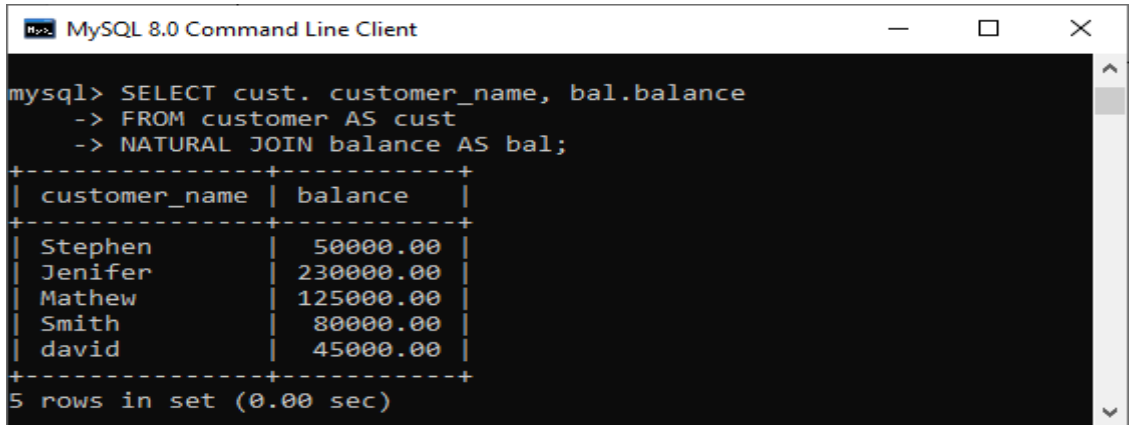 MySQL 8.0 Command Line Client
mysql> SELECT cust. customer_name, bal.balance
    -> FROM customer AS cust
    -> NATURAL JOIN balance AS bal;
+---------------+-----------+
| customer_name | balance   |
+---------------+-----------+
| Stephen       |  50000.00 |
| Jenifer       | 230000.00 |
| Mathew        | 125000.00 |
| Smith         |  80000.00 |
| david         |  45000.00 |
+---------------+-----------+
5 rows in set (0.00 sec)